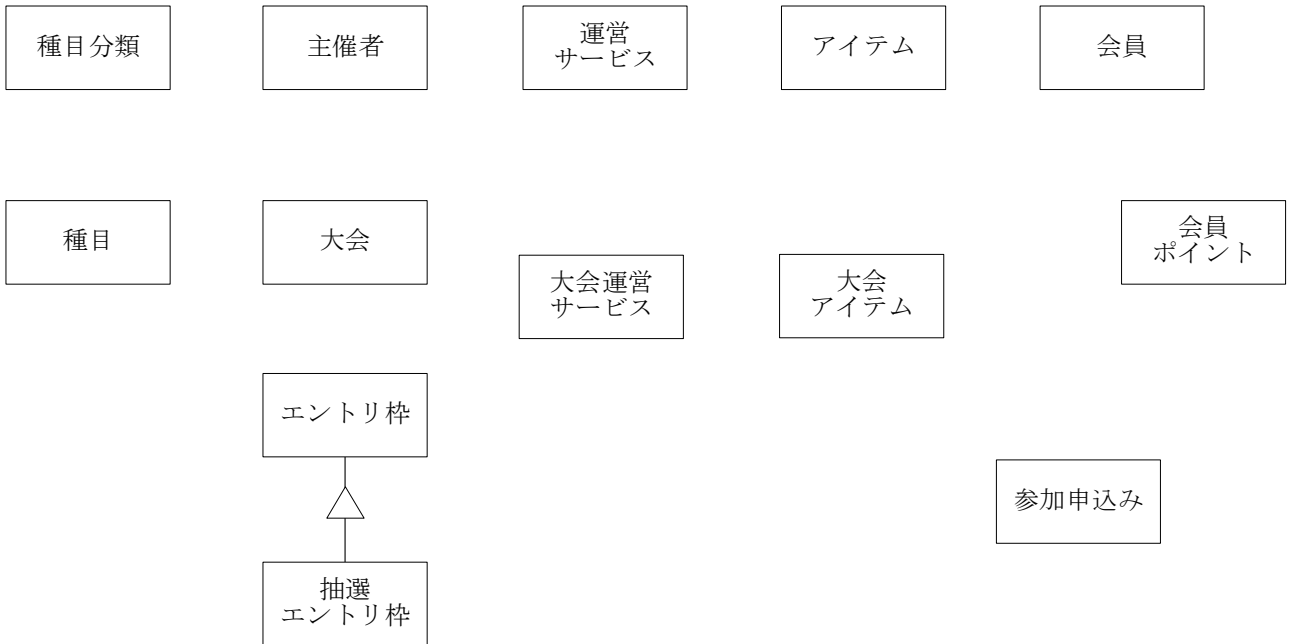 種目分類
主催者
運営
サービス
アイテム
会員
種目
大会
大会運営
サービス
大会
アイテム
会員
ポイント
エントリ枠
参加申込み
抽選
エントリ枠